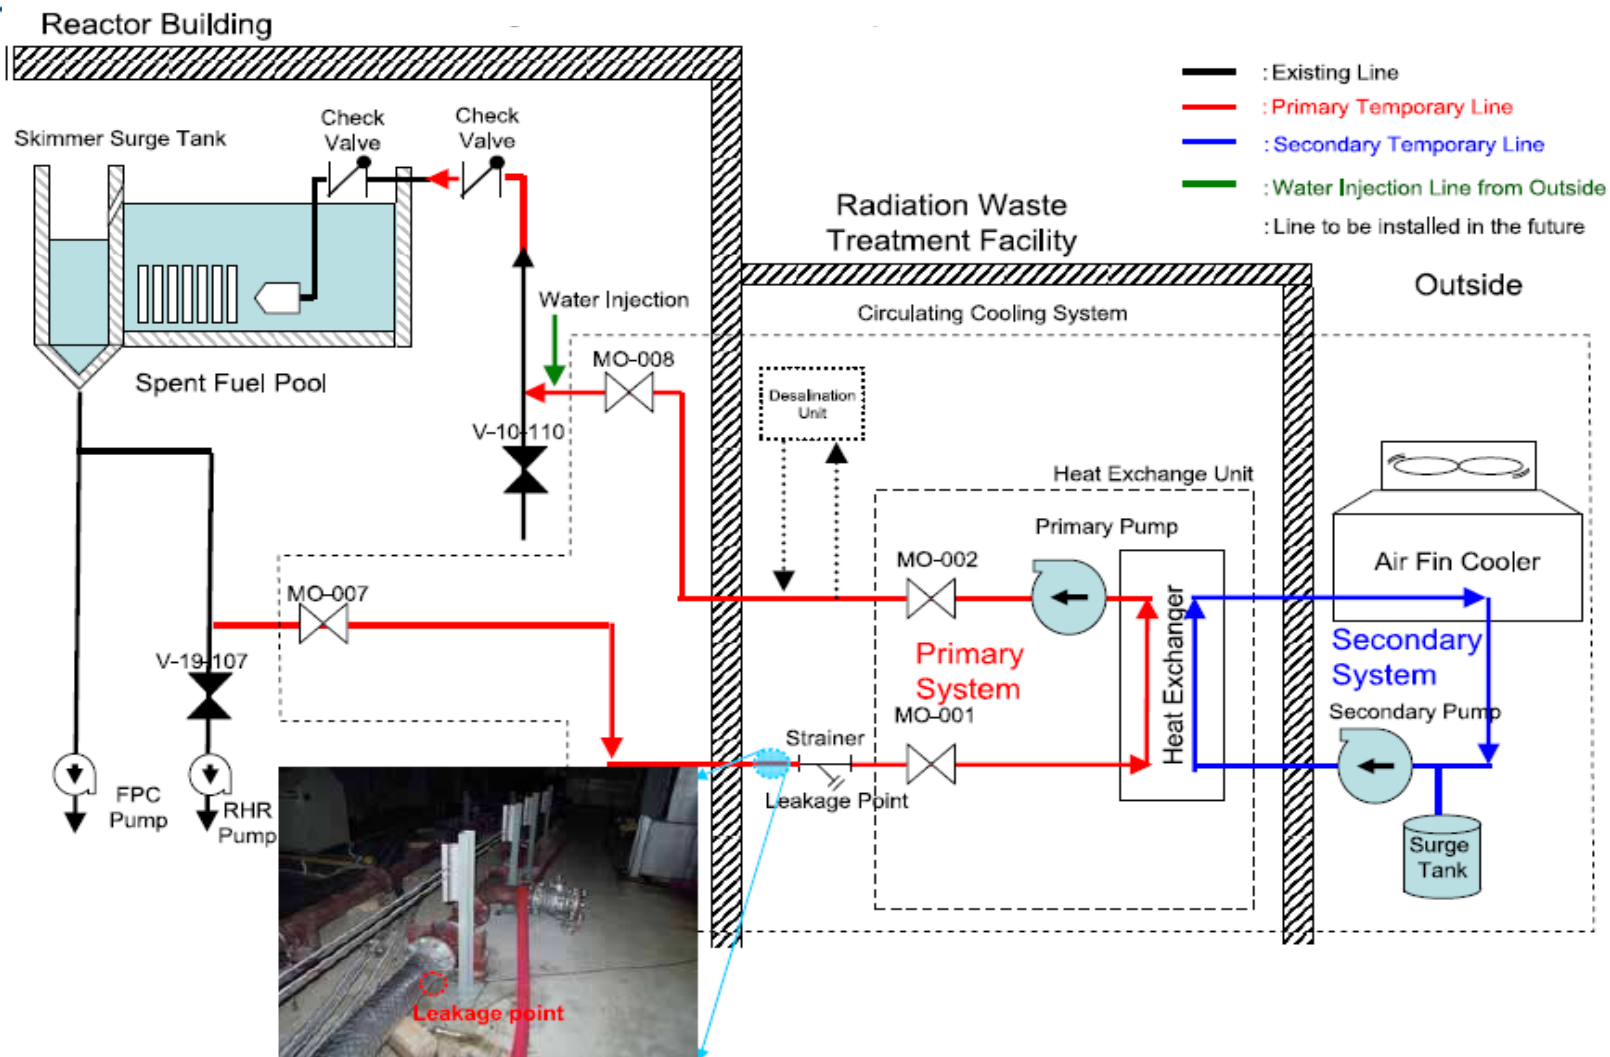 Reactor Building
: Existing Line
: Primary Temporary Line
: Secondary Temporary Line
: Water Injection Line from Outside
: Line to be installed in the future
Skimmer Surge Tank
Check
Valve
Check
Valve
Radiation Waste
Treatment Facility
Outside
Water Injection
Circulating Cooling System
MO-008
Spent Fuel Pool
Desalination
Unit
V-10-110
Heat Exchange Unit
Primary Pump
MO-002
Air Fin Cooler
MO-007
Heat Exchanger
Primary
System
Secondary
System
V-19-107
MO-001
Secondary Pump
Strainer
Leakage Point
FPC
Pump
RHR
Pump
Surge
Tank
Leakage point